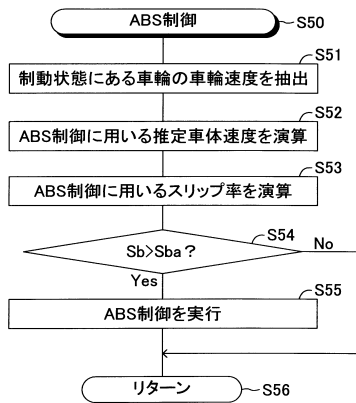 ABS制御
S50
S51
制動状態にある車輪の車輪速度を抽出
S52
ABS制御に用いる推定車体速度を演算
S53
ABS制御に用いるスリップ率を演算
S54
Sb>Sba？
No
Yes
S55
ABS制御を実行
リターン
S56